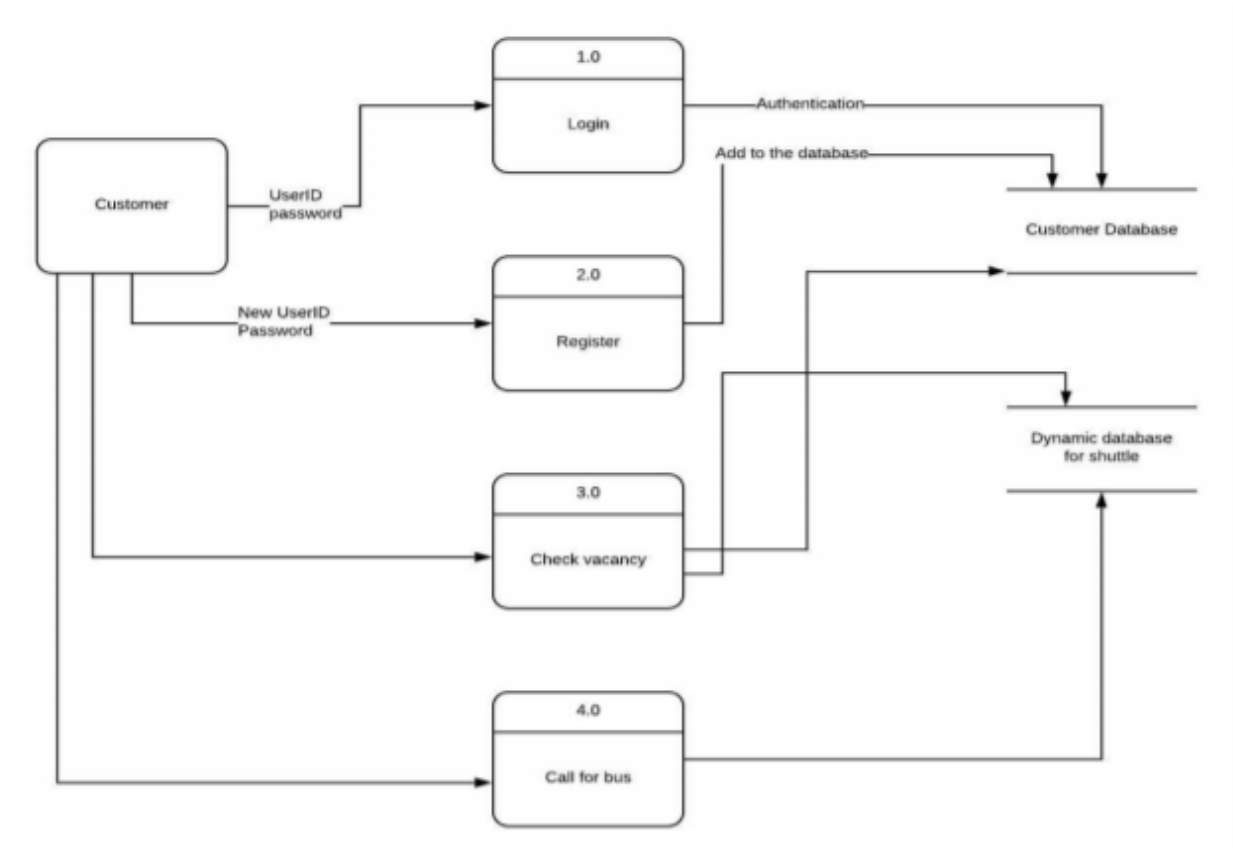 1.0
Login
Authentication
Add to the database
Customer
UserID
password
Customer Database
2.0
Register
New UserID
Password
Dynamic database
for shuttle
3.0
Check vacancy
4.0
Call for bus